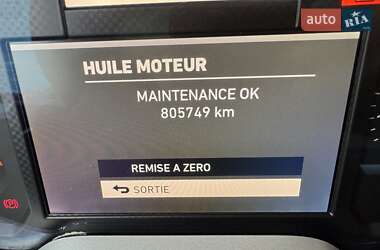 auto RIA
HUILE MOTEUR
MAINTENANCE OK
805749 km
REMISE A ZERO
SORTIE